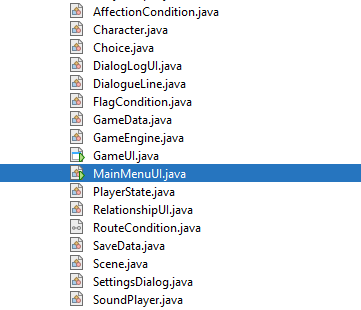 AffectionCondition.java
Character.java
Choice.java
DialogLogUI.java
DialogueLine.java
FlagCondition.java
GameData.java
GameEngine.java
GameUI.java
MainMenuUI.java
PlayerState.java
RelationshipUI.java
RouteCondition.java
SaveData.java
Scene.java
SettingsDialog.java
SoundPlayer.java